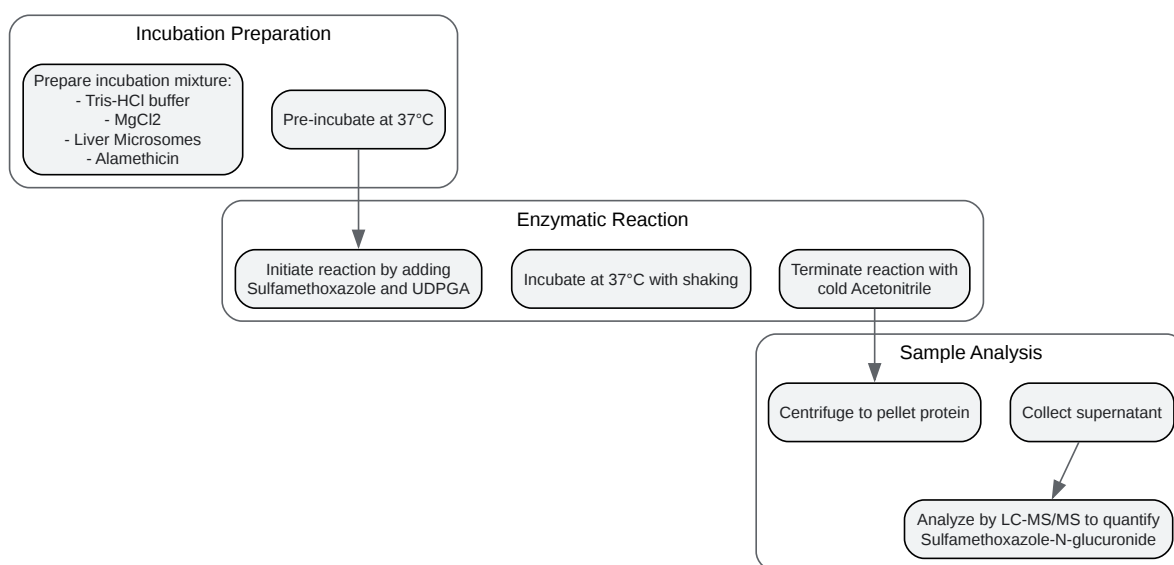 Incubation Preparation
Prepare incubation mixture:
- Tris-HCl buffer
- MgCl2
- Liver Microsomes
- Alamethicin
Pre-incubate at 37°C
Enzymatic Reaction
Initiate reaction by adding
Sulfamethoxazole and UDPGA
Incubate at 37°C with shaking
Terminate reaction with
cold Acetonitrile
Sample Analysis
Centrifuge to pellet protein
Collect supernatant
Analyze by LC-MS/MS to quantify
Sulfamethoxazole-N-glucuronide